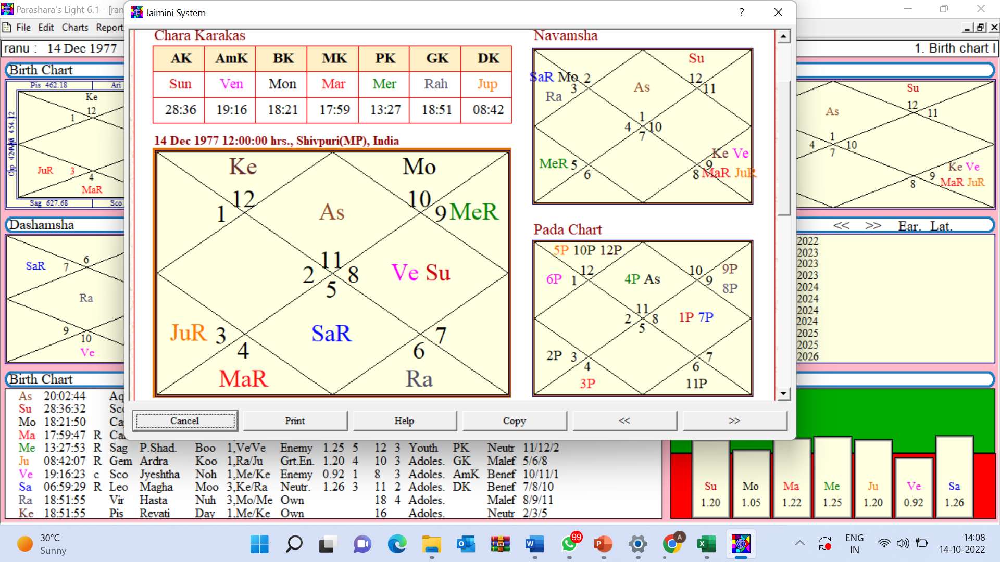 Parashara's Light 6.1 - [ran
Jaimini System
?
File Edit Charts Report
ranu : 14 Dec 1977
1. Birth chart I
Birth Chart
Pis 462.18 Ari
Ke
12
1
JuR 3
4
MaR
Sag 627.68 Sco
Dashamsha
6
SaR 7
Ra
9
10
Ve
Chara Karakas
AK AmK BK MK PK GK DK
Sun Ven Mon Mar Mer Rah Jup
28:36 19:16 18:21 17:59 13:27 18:51 08:42
14 Dec 1977 12:00:00 hrs., Shivpuri(MP), India
Ke Mo
12 10
1 As 9 MeR
11
2 8 Ve Su
5
JuR 3 SaR 7
4 6
MaR Ra
Navamsha
Su
SaR Mo 2 12
3 As 11
Ra
1
4 10
7
Ke Ve
MeR 5 9
6 8 MaR JuR
Pada Chart
5P 10P 12P
12 10 9P
6P 1 4P As 9
8P
11
2 8 1P 7P
5
2P 3 7
4 6
3P 11P
Su
12
As 11
1
4 10
7
Ke Ve
9
8 MaR JuR
<< >> Ear. Lat.
2022
2023
2023
2023
2024
2024
2024
2024
2025
2025
2026
Cancel Print Help Copy << >>
Birth Chart
As 20:02:44 Aq
Su 28:36:32 Sco
Mo 18:21:50 Ca
Ma 17:59:47 R Ca
Me 13:27:53 R Sag P.Shad. Boo 1,Ve/Ve Enemy 1.25 5 12 3 Youth PK Neutr 11/12/2
Ju 08:42:07 R Gem Ardra Koo 1,Ra/Ju Grt.En. 1.20 4 10 3 Adoles. GK Malef 5/6/8
Ve 19:16:23 c Sco Jyeshtha Noh 1,Me/Ke Enemy 0.92 1 8 3 Adoles. AmK Benef 10/11/1
Sa 06:59:29 R Leo Magha Moo 3,Ke/Ra Neutr. 1.26 3 11 2 Adoles. DK Benef 7/8/10
Ra 18:51:55 Vir Hasta Nuh 3,Mo/Me Own 18 4 Adoles. Malef 8/9/11
Ke 18:51:55 Pis Revati Day 1,Me/Ke Own 16 Adoles. Neutr 2/3/5
Su Mo Ma Me Ju Ve Sa
1.20 1.05 1.22 1.25 1.20 0.92 1.26
30°C
Sunny
99
A
ENG
IN
14:08
14-10-2022